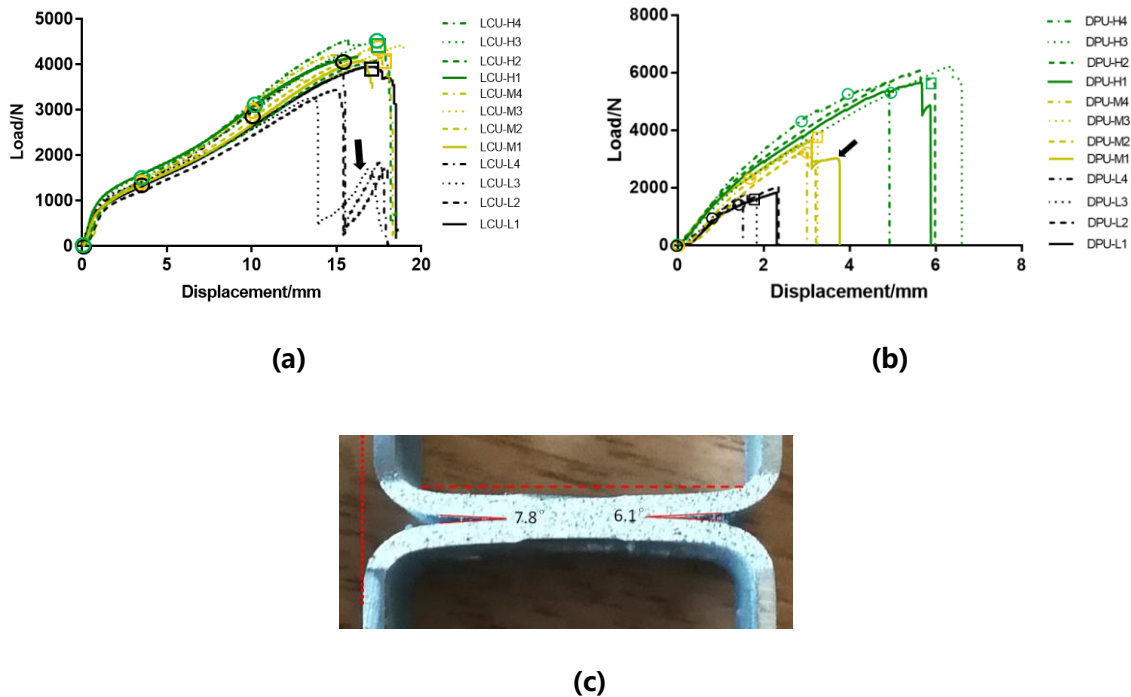 5000
4000
3000
2000
1000
0
Load/N
0
5
10
15
20
Displacement/mm
LCU-H4
LCU-H3
LCU-H2
LCU-H1
LCU-M4
LCU-M3
LCU-M2
LCU-M1
LCU-L4
LCU-L3
LCU-L2
LCU-L1
(a)
8000
6000
4000
2000
0
Load/N
0
2
4
6
8
Displacement/mm
DPU-H4
DPU-H3
DPU-H2
DPU-H1
DPU-M4
DPU-M3
DPU-M2
DPU-M1
DPU-L4
DPU-L3
DPU-L2
DPU-L1
(b)
7.8° 6.1°
(c)